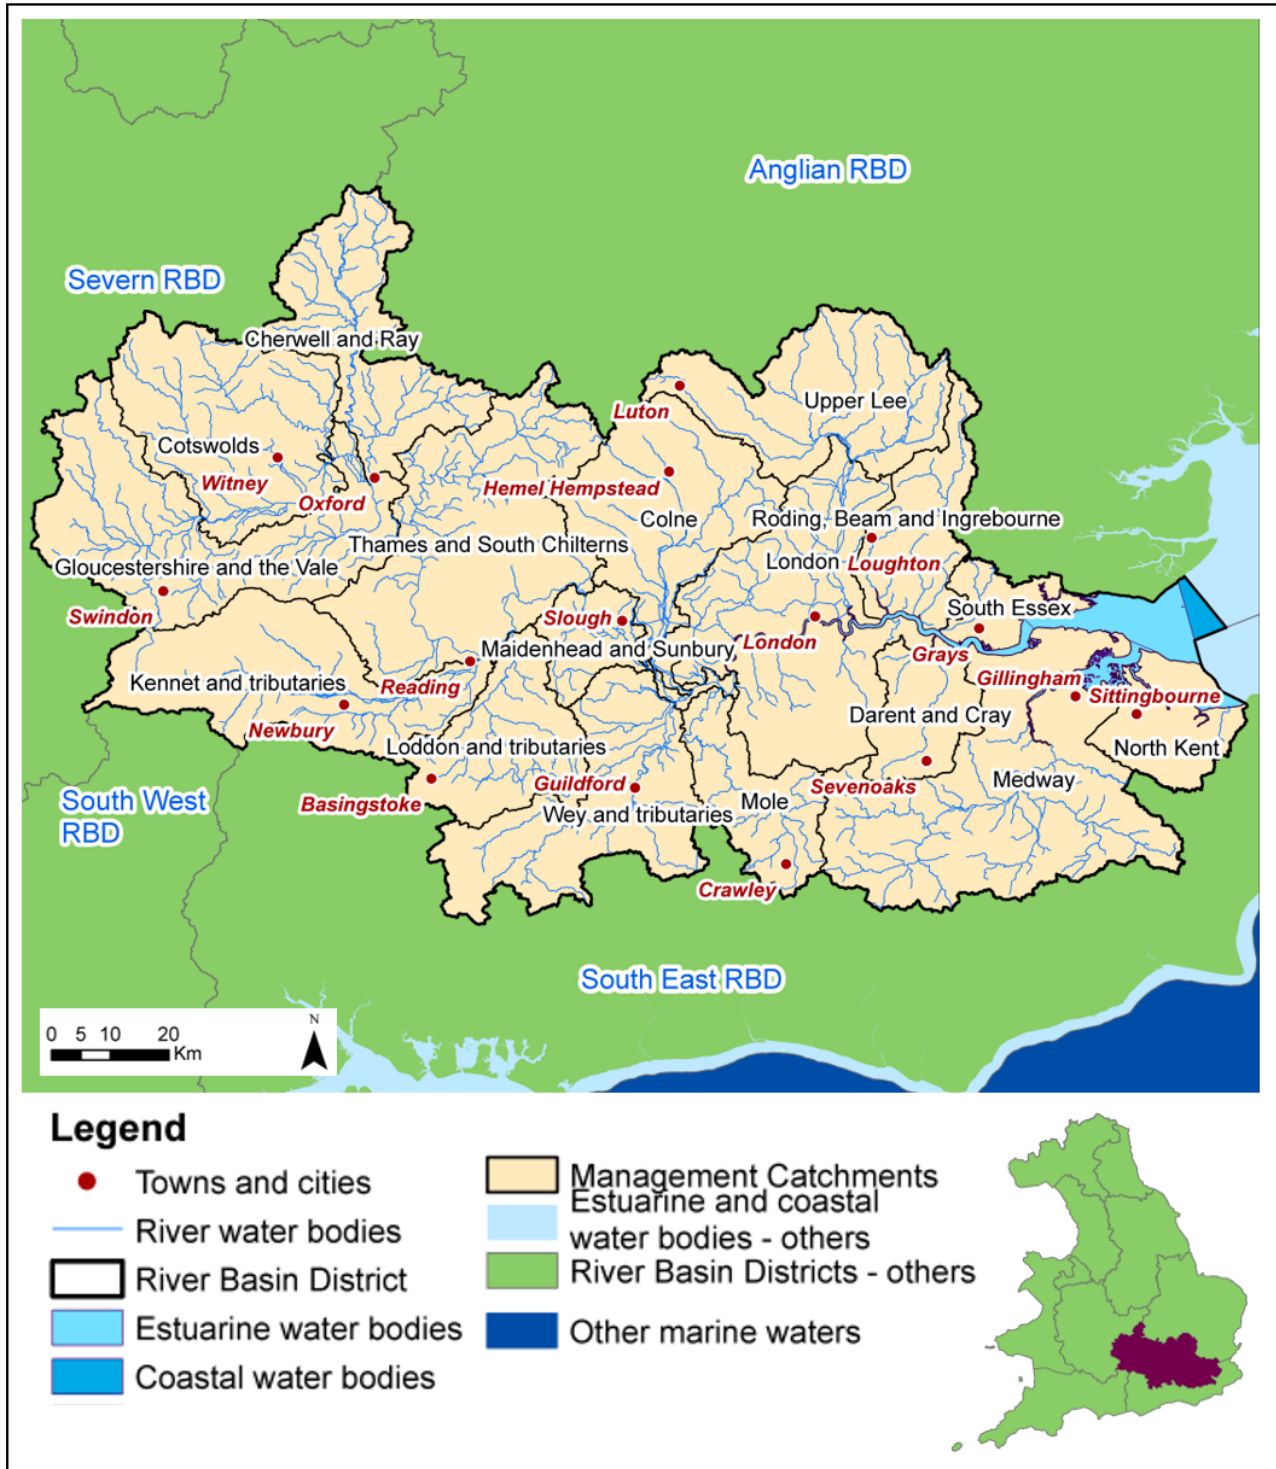 Anglian RBD
Severn RBD
Cherwell and Ray
Luton
Upper Lee
Cotswolds
Witney
Oxford
Hemel Hempstead
Colne
Roding, Beam and Ingrebourne
Thames and South Chilterns
London
Loughton
Gloucestershire and the Vale
Swindon
Slough
South Essex
Maidenhead and Sunbury
London
Grays
Kennet and tributaries
Reading
Gillingham
Sittingbourne
Newbury
Darent and Cray
Loddon and tributaries
North Kent
Basingstoke
Guildford
Sevenoaks
Medway
South West
RBD
Mole
Wey and tributaries
Crawley
South East RBD
0 5 10 20
Km
N
Legend
Towns and cities
River water bodies
River Basin District
Estuarine water bodies
Coastal water bodies
Management Catchments
Estuarine and coastal
water bodies - others
River Basin Districts - others
Other marine waters